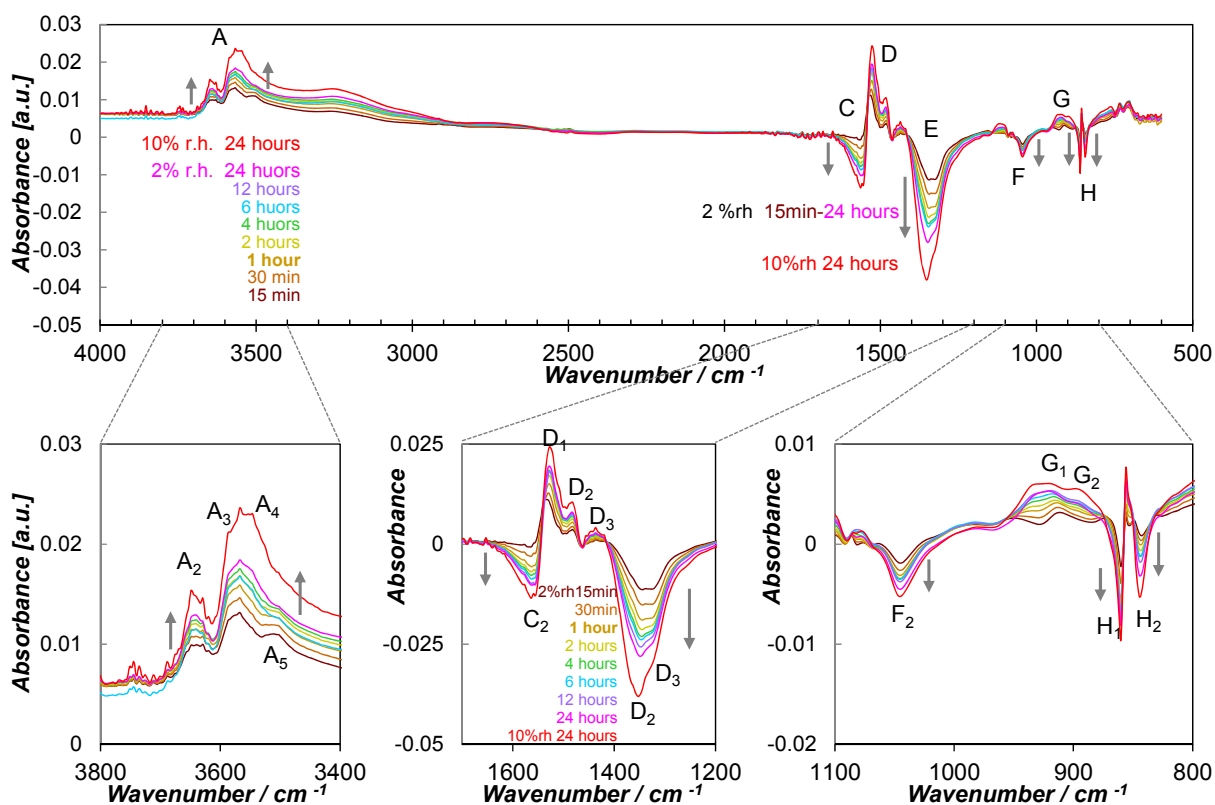 0.03
0.02
0.01
0
-0.01
-0.02
-0.03
-0.04
-0.05
Absorbance [a.u.]
A
C
D
E
F
G
H
10% r.h. 24 hours
2% r.h. 24 huors
12 hours
6 huors
4 huors
2 hours
1 hour
30 min
15 min
2 %rh 15min-24 hours
10%rh 24 hours
4000 3500 3000 2500 2000 1500 1000 500
Wavenumber / cm -1
0.03
0.02
0.01
0
Absorbance [a.u.]
A2
A3
A4
A5
3800 3600 3400
Wavenumber / cm-1
0.025
0
-0.025
-0.05
Absorbance
D1
D2
D3
C2
2%rh15min
30min
1 hour
2 hours
4 hours
6 hours
12 hours
24 hours
10%rh 24 hours
D3
D2
1600 1400 1200
Wavenumber / cm-1
0.01
0
-0.01
-0.02
Absorbance
G1
G2
F2
H1
H2
1100 1000 900 800
Wavenumber / cm-1